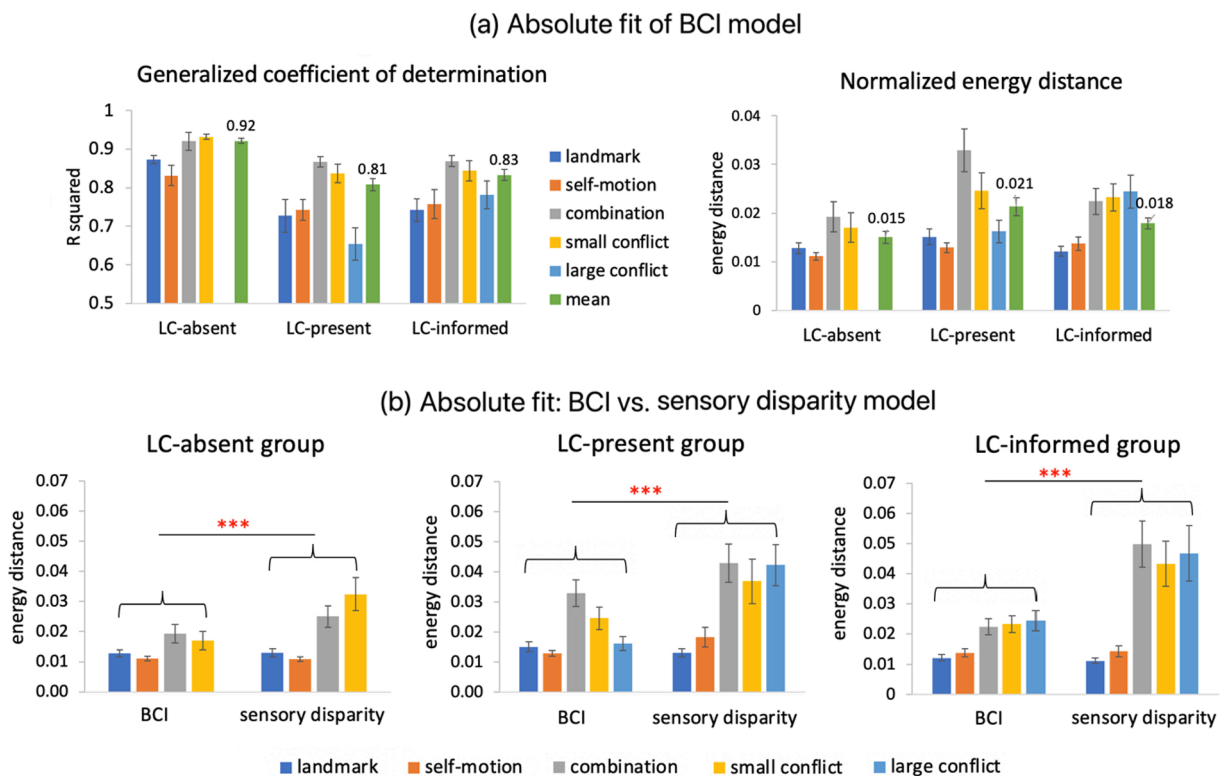 (a) Absolute fit of BCI model
Generalized coefficient of determination
R squared
1
0.9
0.8
0.7
0.6
0.5
0.92
0.81
0.83
LC-absent
LC-present
LC-informed
landmark
self-motion
combination
small conflict
large conflict
mean
Normalized energy distance
energy distance
0.04
0.03
0.02
0.01
0
0.015
0.021
0.018
LC-absent
LC-present
LC-informed
(b) Absolute fit: BCI vs. sensory disparity model
LC-absent group
energy distance
0.07
0.06
0.05
0.04
0.03
0.02
0.01
0.00
***
BCI
sensory disparity
LC-present group
energy distance
0.07
0.06
0.05
0.04
0.03
0.02
0.01
0.00
***
BCI
sensory disparity
LC-informed group
energy distance
0.07
0.06
0.05
0.04
0.03
0.02
0.01
0
***
BCI
sensory disparity
landmark self-motion combination small conflict large conflict